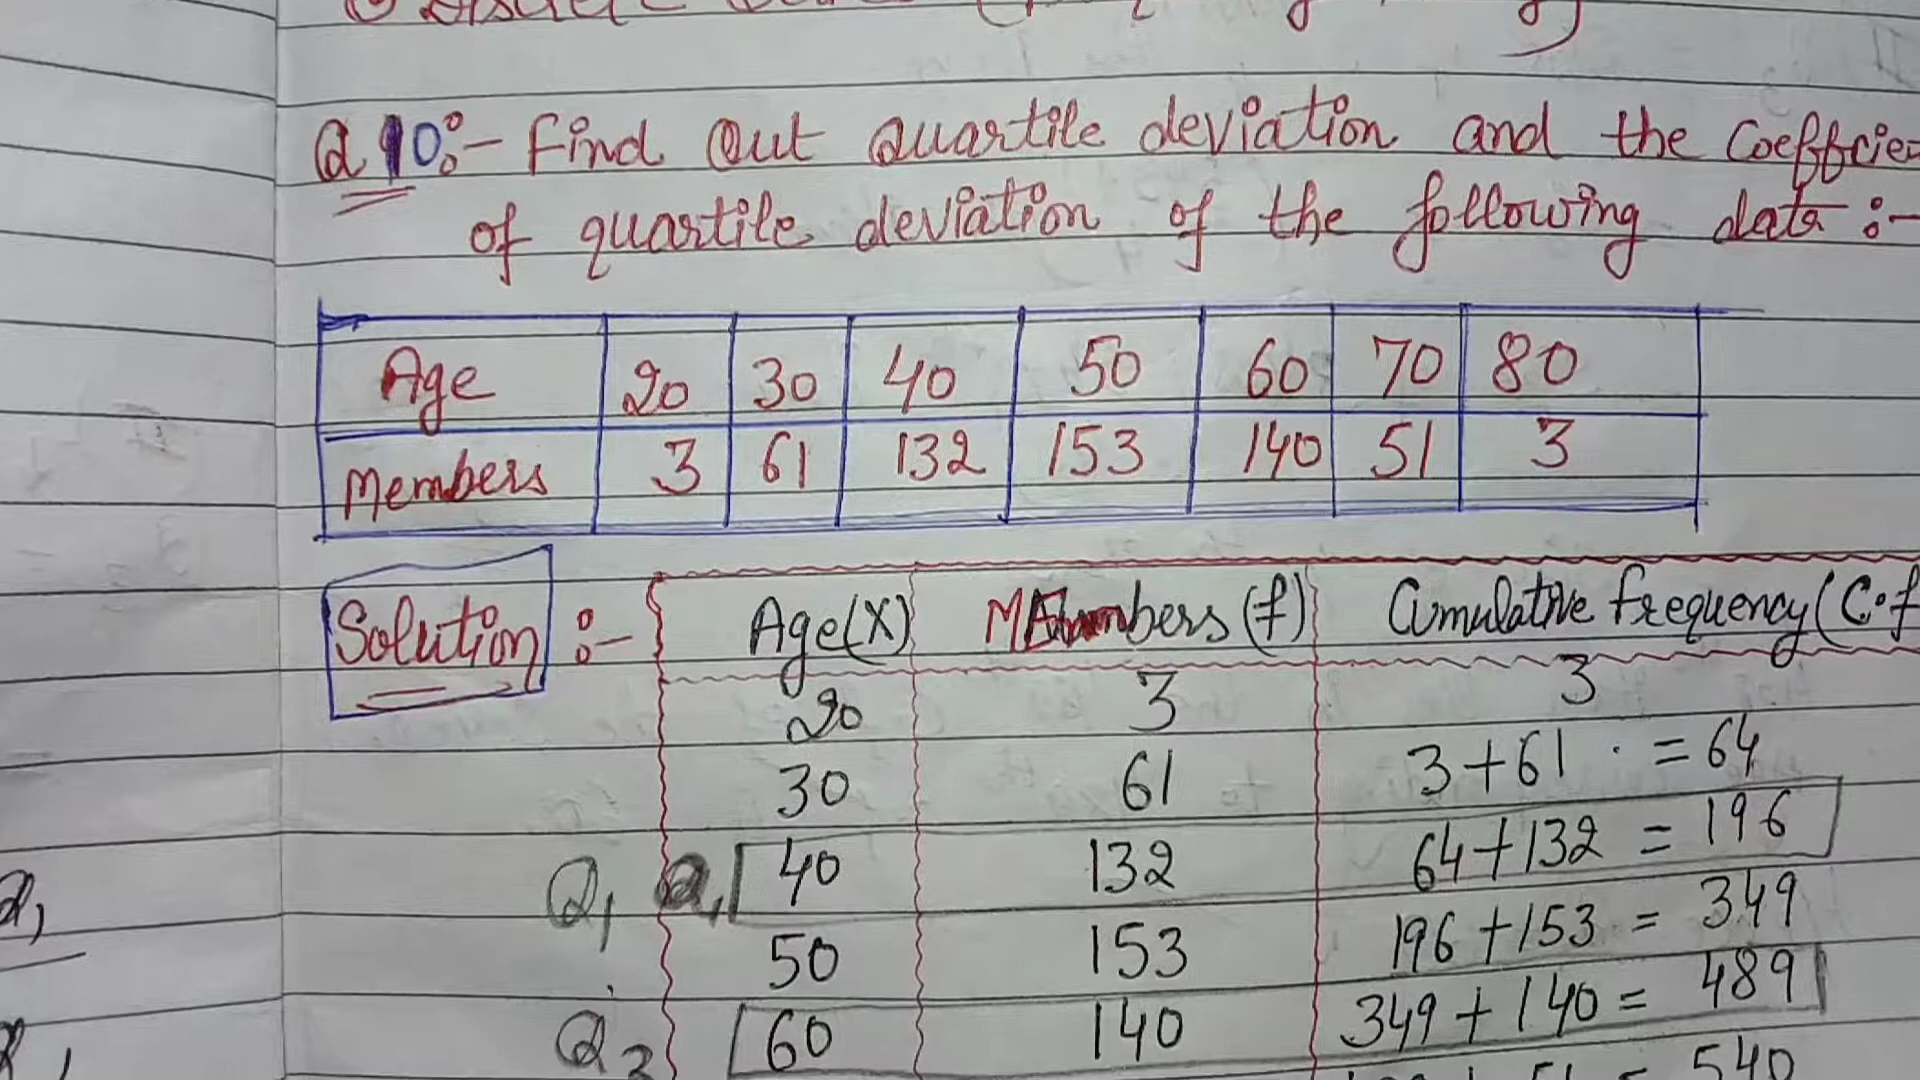 Q 10:- Find Out quartile deviation and the Coefficie
of quartile deviation of the following data :-
Age 20 30 40 50 60 70 80
Members 3 61 132 153 140 51 3
Solution :- Age(X) Members (f) Cumulative frequency (C.f
20 3 3
30 61 3+61 = 64
Q1 40 132 64+132 = 196
50 153 196+153 = 349
Q3 60 140 349+140 = 489
540